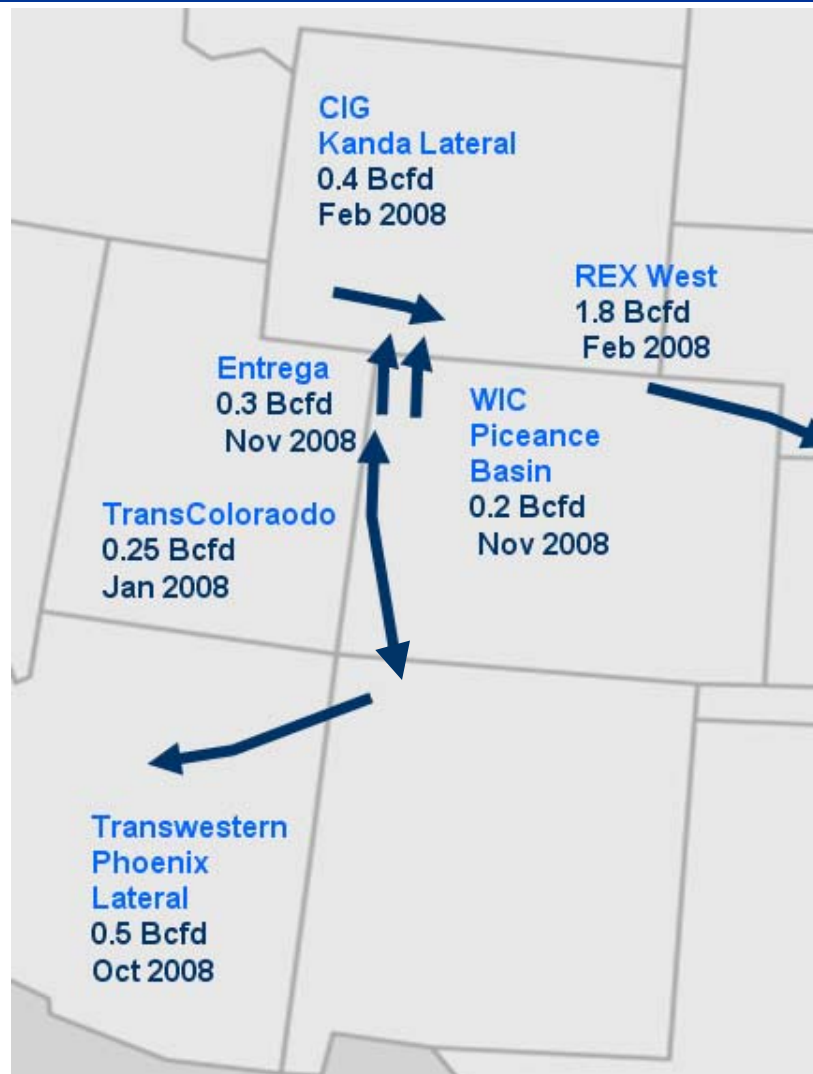 CIG
Kanda Lateral
0.4 Bcfd
Feb 2008
REX West
1.8 Bcfd
Feb 2008
Entrega
0.3 Bcfd
Nov 2008
WIC
Piceance
Basin
0.2 Bcfd
Nov 2008
TransColoraodo
0.25 Bcfd
Jan 2008
Transwestern
Phoenix
Lateral
0.5 Bcfd
Oct 2008